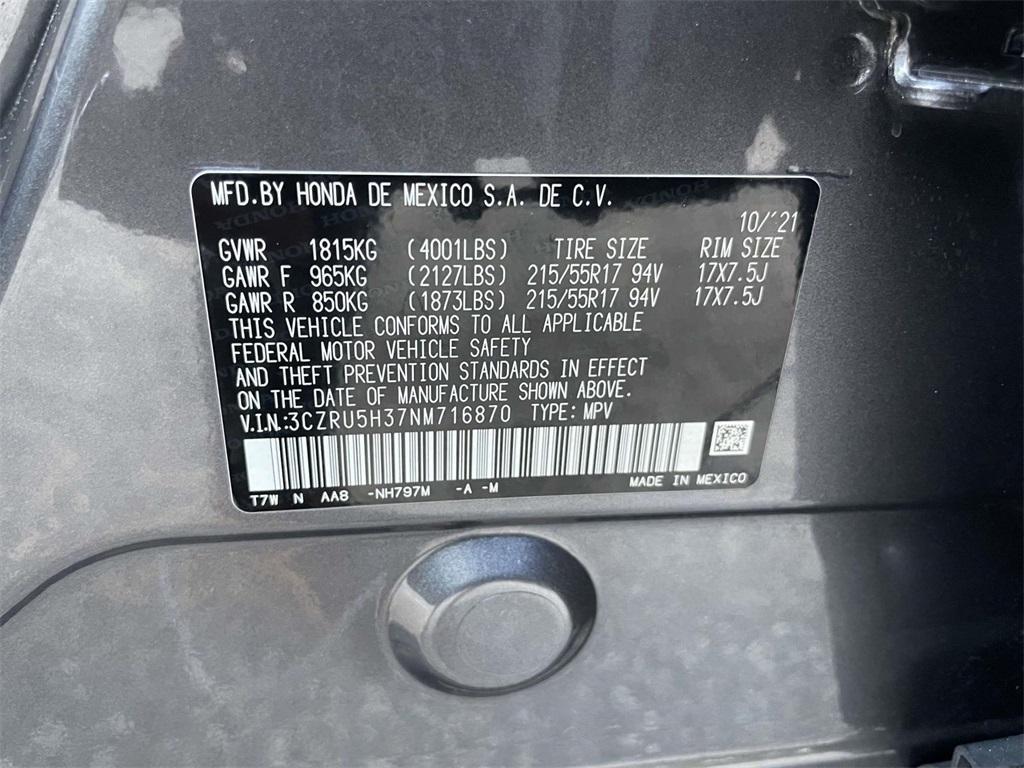 MFD.BY HONDA DE MEXICO S.A. DE C.V.
10/'21
GVWR 1815KG (4001LBS) TIRE SIZE RIM SIZE
GAWR F 965KG (2127LBS) 215/55R17 94V 17X7.5J
GAWR R 850KG (1873LBS) 215/55R17 94V 17X7.5J
THIS VEHICLE CONFORMS TO ALL APPLICABLE
FEDERAL MOTOR VEHICLE SAFETY
AND THEFT PREVENTION STANDARDS IN EFFECT
ON THE DATE OF MANUFACTURE SHOWN ABOVE.
V.I.N:3CZRU5H37NM716870 TYPE: MPV
T7W N AA8 -NH797M -A -M MADE IN MEXICO